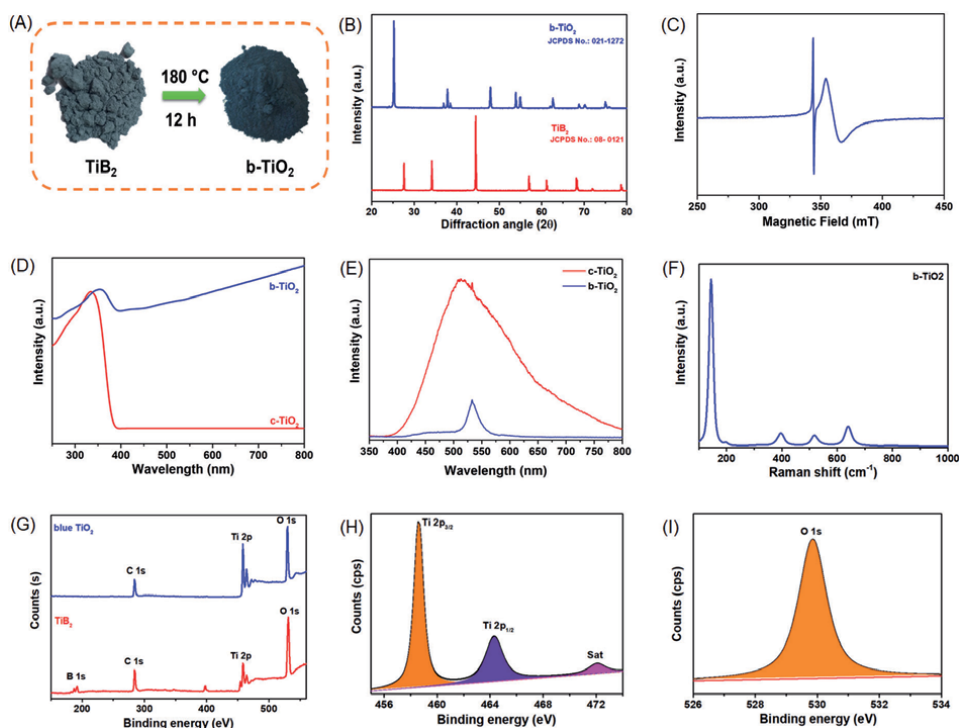 (A)
180 °C
12 h
TiB2
b-TiO2
(B)
b-TiO2
JCPDS No.: 021-1272
TiB2
JCPDS No.: 08- 0121
Intensity (a.u.)
20 30 40 50 60 70 80
Diffraction angle (2θ)
(C)
Intensity (a.u.)
250 300 350 400 450
Magnetic Field (mT)
(D)
b-TiO2
c-TiO2
Intensity (a.u.)
300 400 500 600 700 800
Wavelength (nm)
(E)
c-TiO2
b-TiO2
Intensity (a.u.)
350 400 450 500 550 600 650 700 750 800
Wavelength (nm)
(F)
b-TiO2
Intensity (a.u.)
200 400 600 800 1000
Raman shift (cm-1)
(G)
blue TiO2
C 1s
Ti 2p
O 1s
TiB2
B 1s
C 1s
Ti 2p
O 1s
Counts (s)
200 300 400 500
Binding energy (eV)
(H)
Ti 2p3/2
Ti 2p1/2
Sat
Counts (cps)
456 460 464 468 472
Binding energy (eV)
(I)
O 1s
Counts (cps)
526 528 530 532 534
Binding energy (eV)